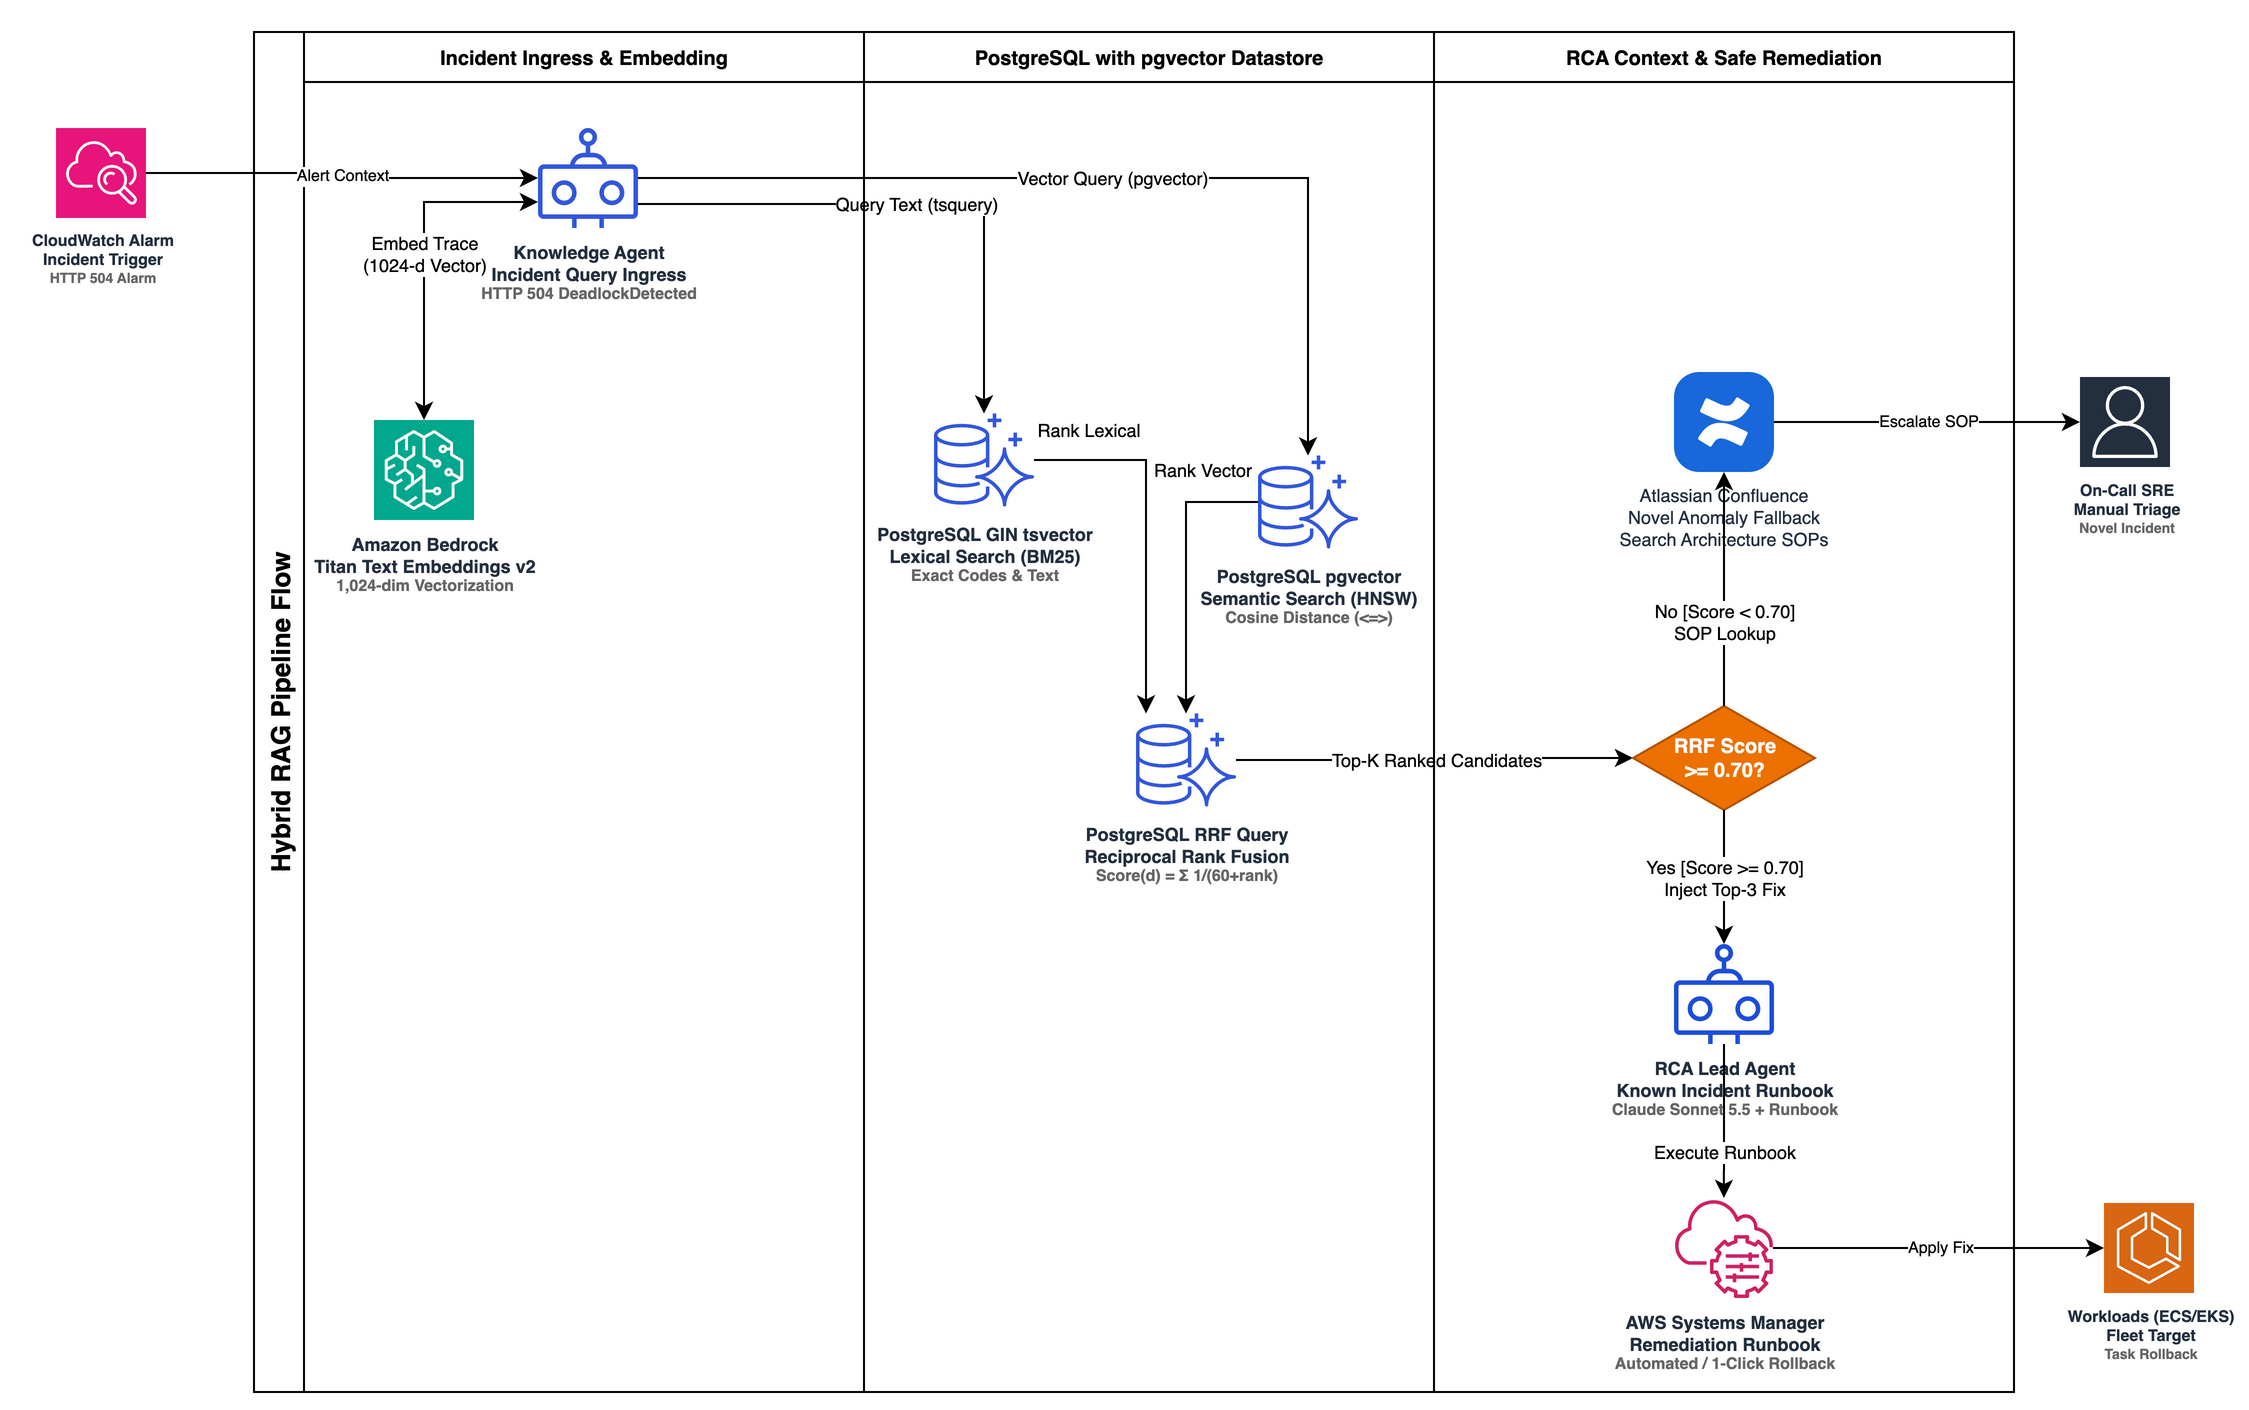 Hybrid RAG Pipeline Flow
Incident Ingress & Embedding
PostgreSQL with pgvector Datastore
RCA Context & Safe Remediation
CloudWatch Alarm
Incident Trigger
HTTP 504 Alarm
Alert Context
Embed Trace
(1024-d Vector)
Knowledge Agent
Incident Query Ingress
HTTP 504 DeadlockDetected
Amazon Bedrock
Titan Text Embeddings v2
1,024-dim Vectorization
Vector Query (pgvector)
Query Text (tsquery)
Rank Lexical
Rank Vector
PostgreSQL GIN tsvector
Lexical Search (BM25)
Exact Codes & Text
PostgreSQL pgvector
Semantic Search (HNSW)
Cosine Distance (<=>)
PostgreSQL RRF Query
Reciprocal Rank Fusion
Score(d) = Σ 1/(60+rank)
Top-K Ranked Candidates
Atlassian Confluence
Novel Anomaly Fallback
Search Architecture SOPs
Escalate SOP
On-Call SRE
Manual Triage
Novel Incident
No [Score < 0.70]
SOP Lookup
RRF Score
>= 0.70?
Yes [Score >= 0.70]
Inject Top-3 Fix
RCA Lead Agent
Known Incident Runbook
Claude Sonnet 5.5 + Runbook
Execute Runbook
AWS Systems Manager
Remediation Runbook
Automated / 1-Click Rollback
Apply Fix
Workloads (ECS/EKS)
Fleet Target
Task Rollback